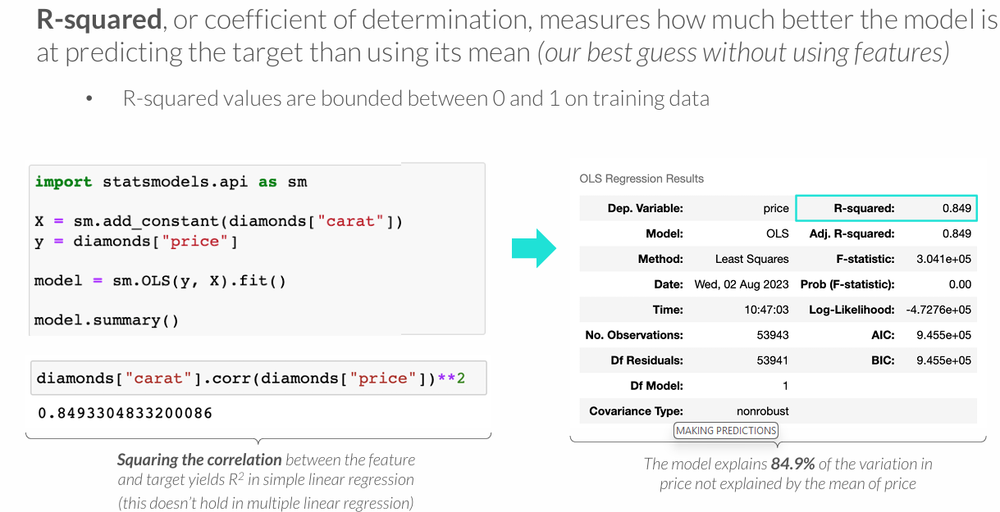 R-squared, or coefficient of determination, measures how much better the model is
at predicting the target than using its mean (our best guess without using features)
• R-squared values are bounded between 0 and 1 on training data
import statsmodels.api as sm
X = sm.add_constant(diamonds["carat"])
y = diamonds["price"]
model = sm.OLS(y, X).fit()
model.summary()
diamonds["carat"].corr(diamonds["price"])**2
0.8493304833200086
Squaring the correlation between the feature
and target yields R² in simple linear regression
(this doesn't hold in multiple linear regression)
OLS Regression Results
Dep. Variable: price R-squared: 0.849
Model: OLS Adj. R-squared: 0.849
Method: Least Squares F-statistic: 3.041e+05
Date: Wed, 02 Aug 2023 Prob (F-statistic): 0.00
Time: 10:47:03 Log-Likelihood: -4.7276e+05
No. Observations: 53943 AIC: 9.455e+05
Df Residuals: 53941 BIC: 9.455e+05
Df Model: 1
Covariance Type: nonrobust
MAKING PREDICTIONS
The model explains 84.9% of the variation in
price not explained by the mean of price